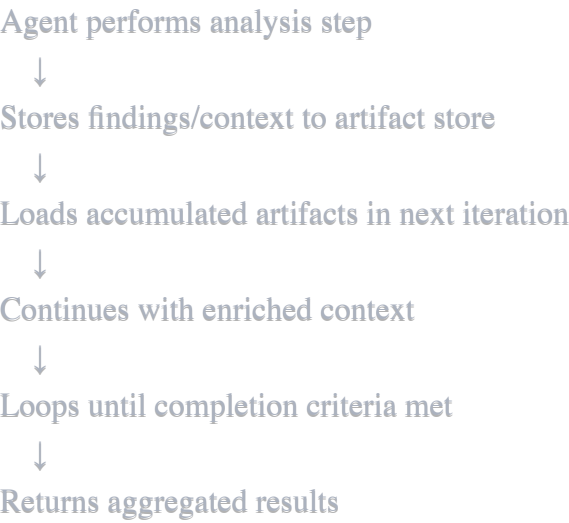 Agent performs analysis step
↓
Stores findings/context to artifact store
↓
Loads accumulated artifacts in next iteration
↓
Continues with enriched context
↓
Loops until completion criteria met
↓
Returns aggregated results